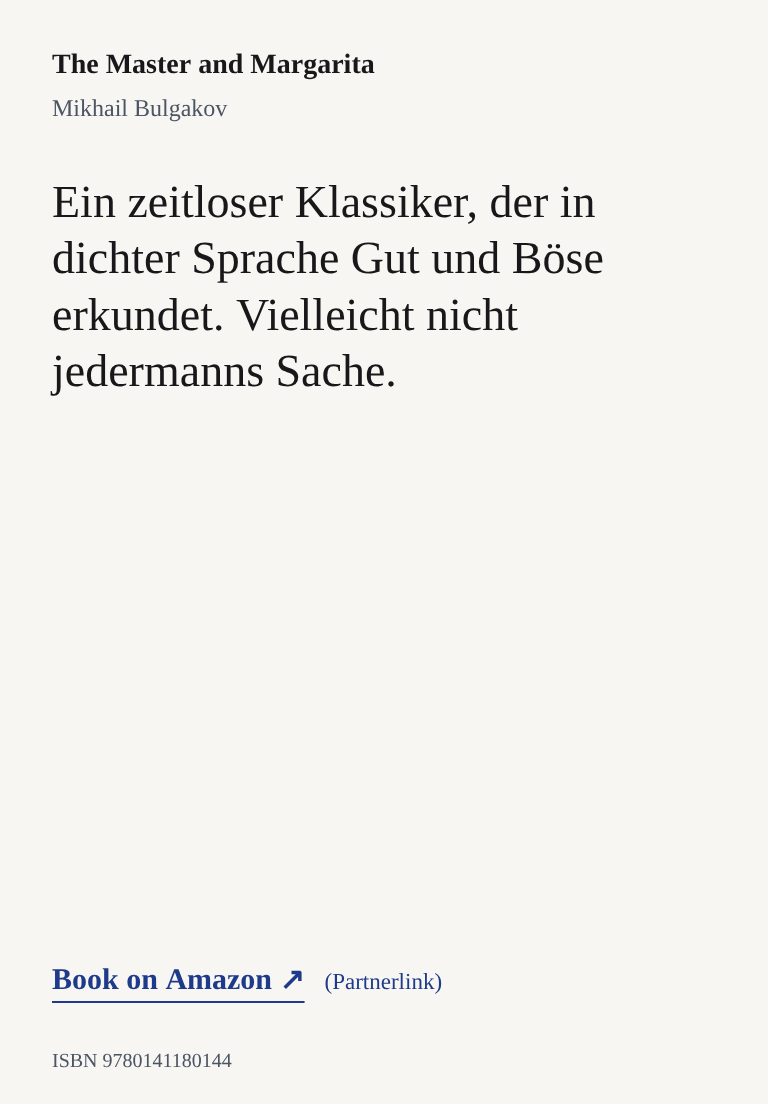 The Master and Margarita
Mikhail Bulgakov
Ein zeitloser Klassiker, der in
dichter Sprache Gut und Böse
erkundet. Vielleicht nicht
jedermanns Sache.
Book on Amazon ↗ (Partnerlink)
ISBN 9780141180144